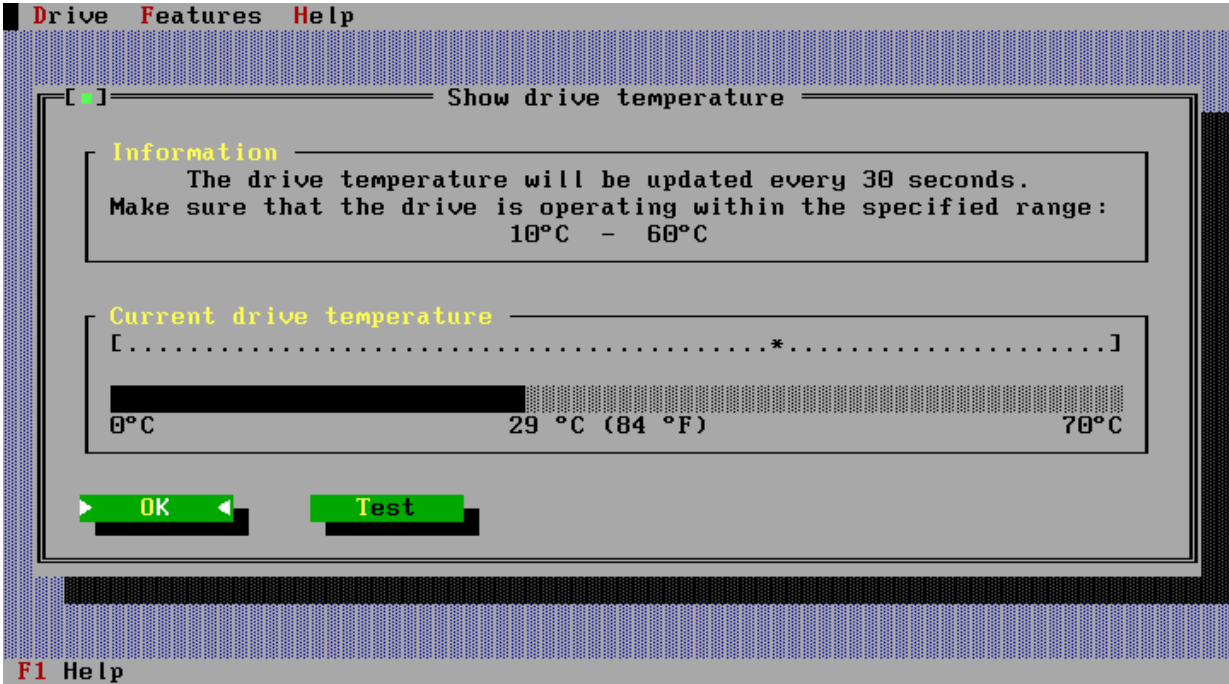 Drive Features Help
[■] Show drive temperature
Information
The drive temperature will be updated every 30 seconds.
Make sure that the drive is operating within the specified range:
10°C - 60°C
Current drive temperature
[..........................................*.....................]
0°C 29 °C (84 °F) 70°C
OK Test
F1 Help